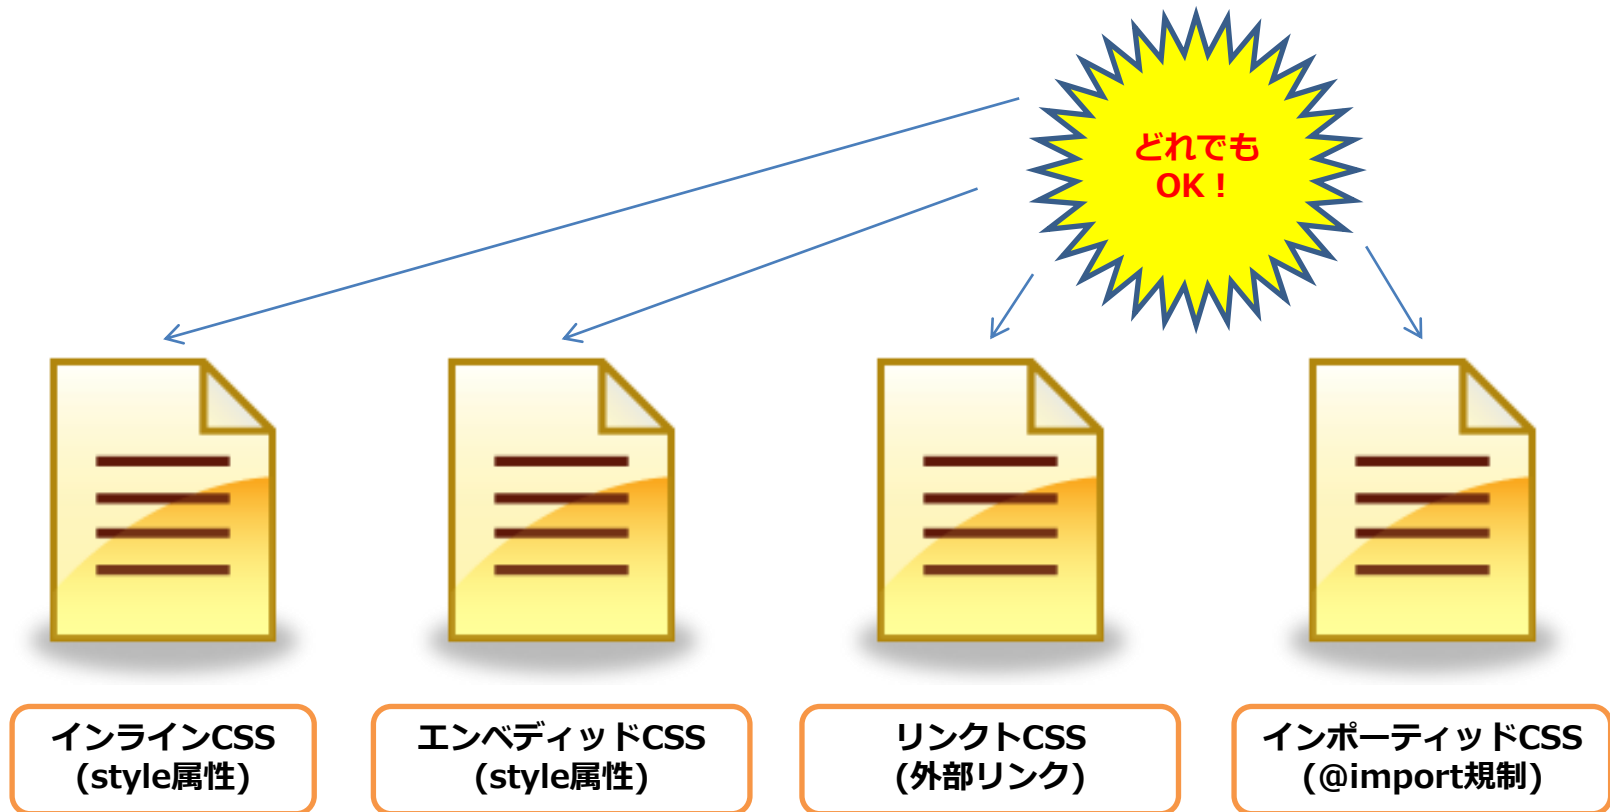 どれでも
OK！
インラインCSS
(style属性)
エンベディッドCSS
(style属性)
リンクトCSS
(外部リンク)
インポーティッドCSS
(@import規制)